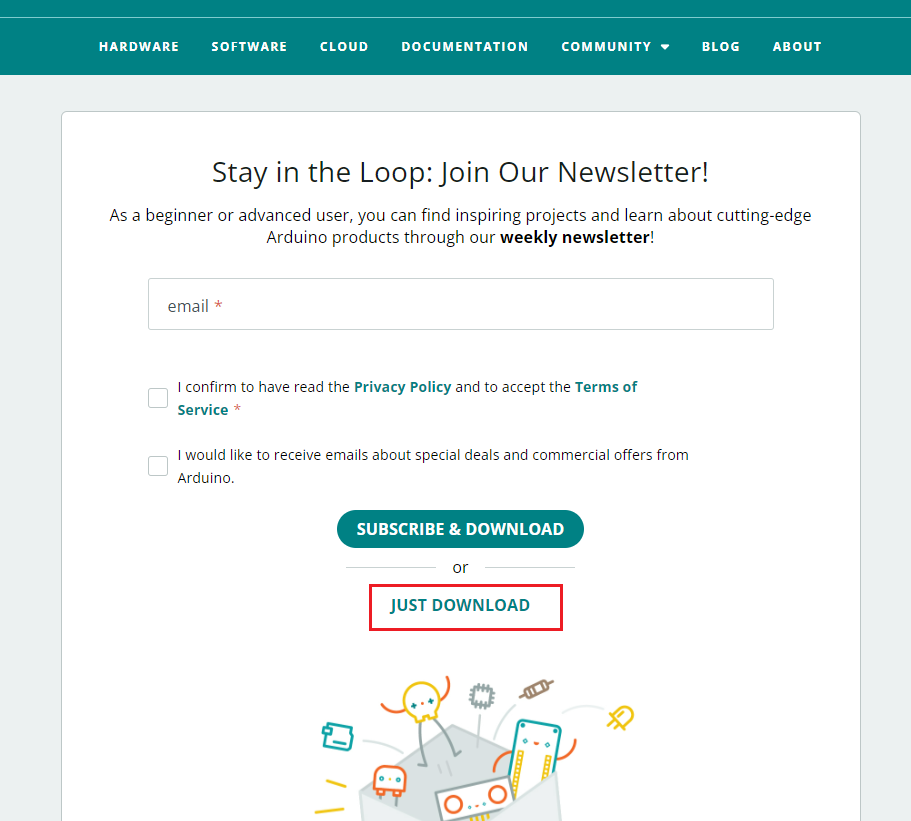 HARDWARE SOFTWARE CLOUD DOCUMENTATION COMMUNITY BLOG ABOUT
Stay in the Loop: Join Our Newsletter!
As a beginner or advanced user, you can find inspiring projects and learn about cutting-edge
Arduino products through our weekly newsletter!
email *
I confirm to have read the Privacy Policy and to accept the Terms of
Service *
I would like to receive emails about special deals and commercial offers from
Arduino.
SUBSCRIBE & DOWNLOAD
or
JUST DOWNLOAD